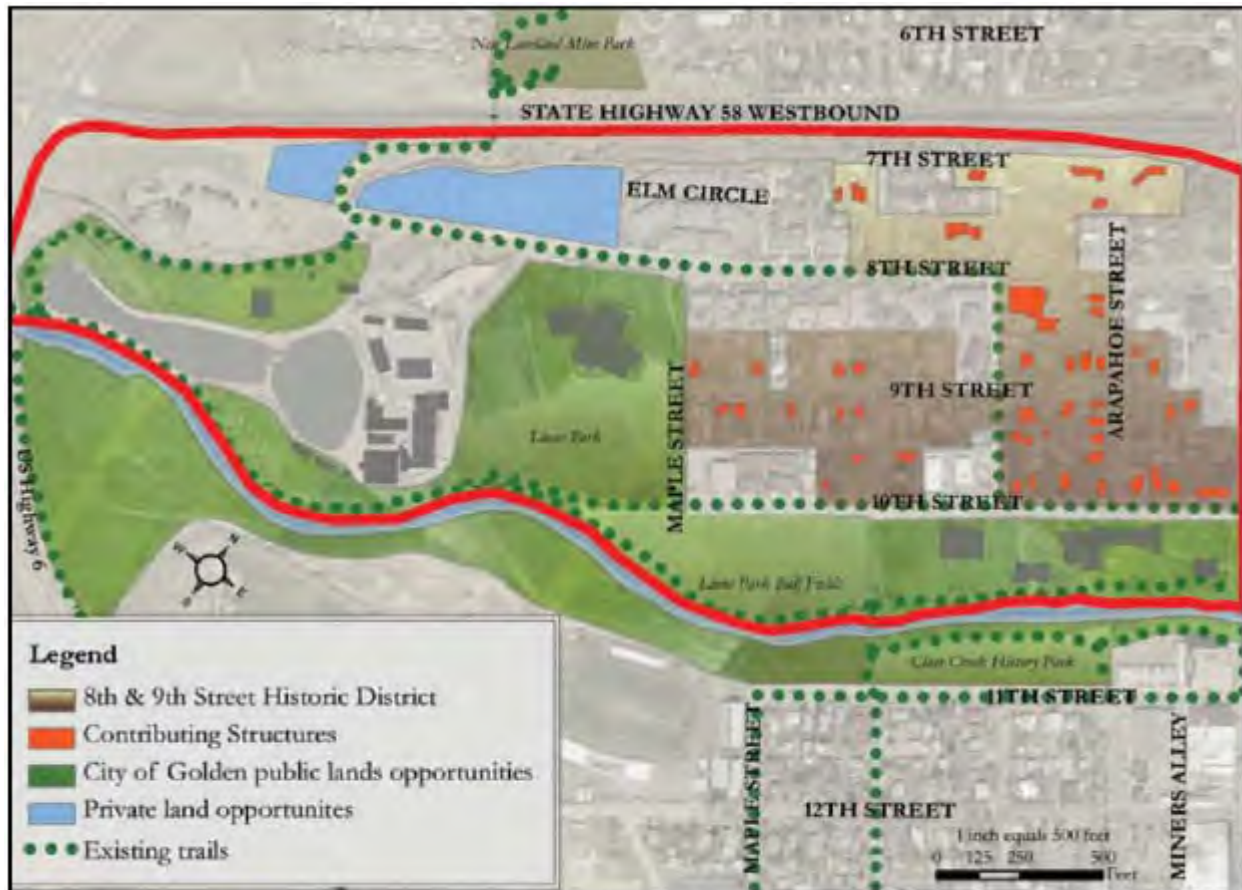 6TH STREET
New Loveland Mine Park
STATE HIGHWAY 58 WESTBOUND
7TH STREET
ELM CIRCLE
8TH STREET
ARAPAHOE STREET
9TH STREET
MAPLE STREET
Lions Park
10TH STREET
US Highway 6
N
W
E
S
Lions Park Ball Fields
Clear Creek History Park
11TH STREET
MAPLE STREET
12TH STREET
MINERS ALLEY
Legend
8th & 9th Street Historic District
Contributing Structures
City of Golden public lands opportunities
Private land opportunites
Existing trails
1 inch equals 500 feet
0 125 250 500
Feet